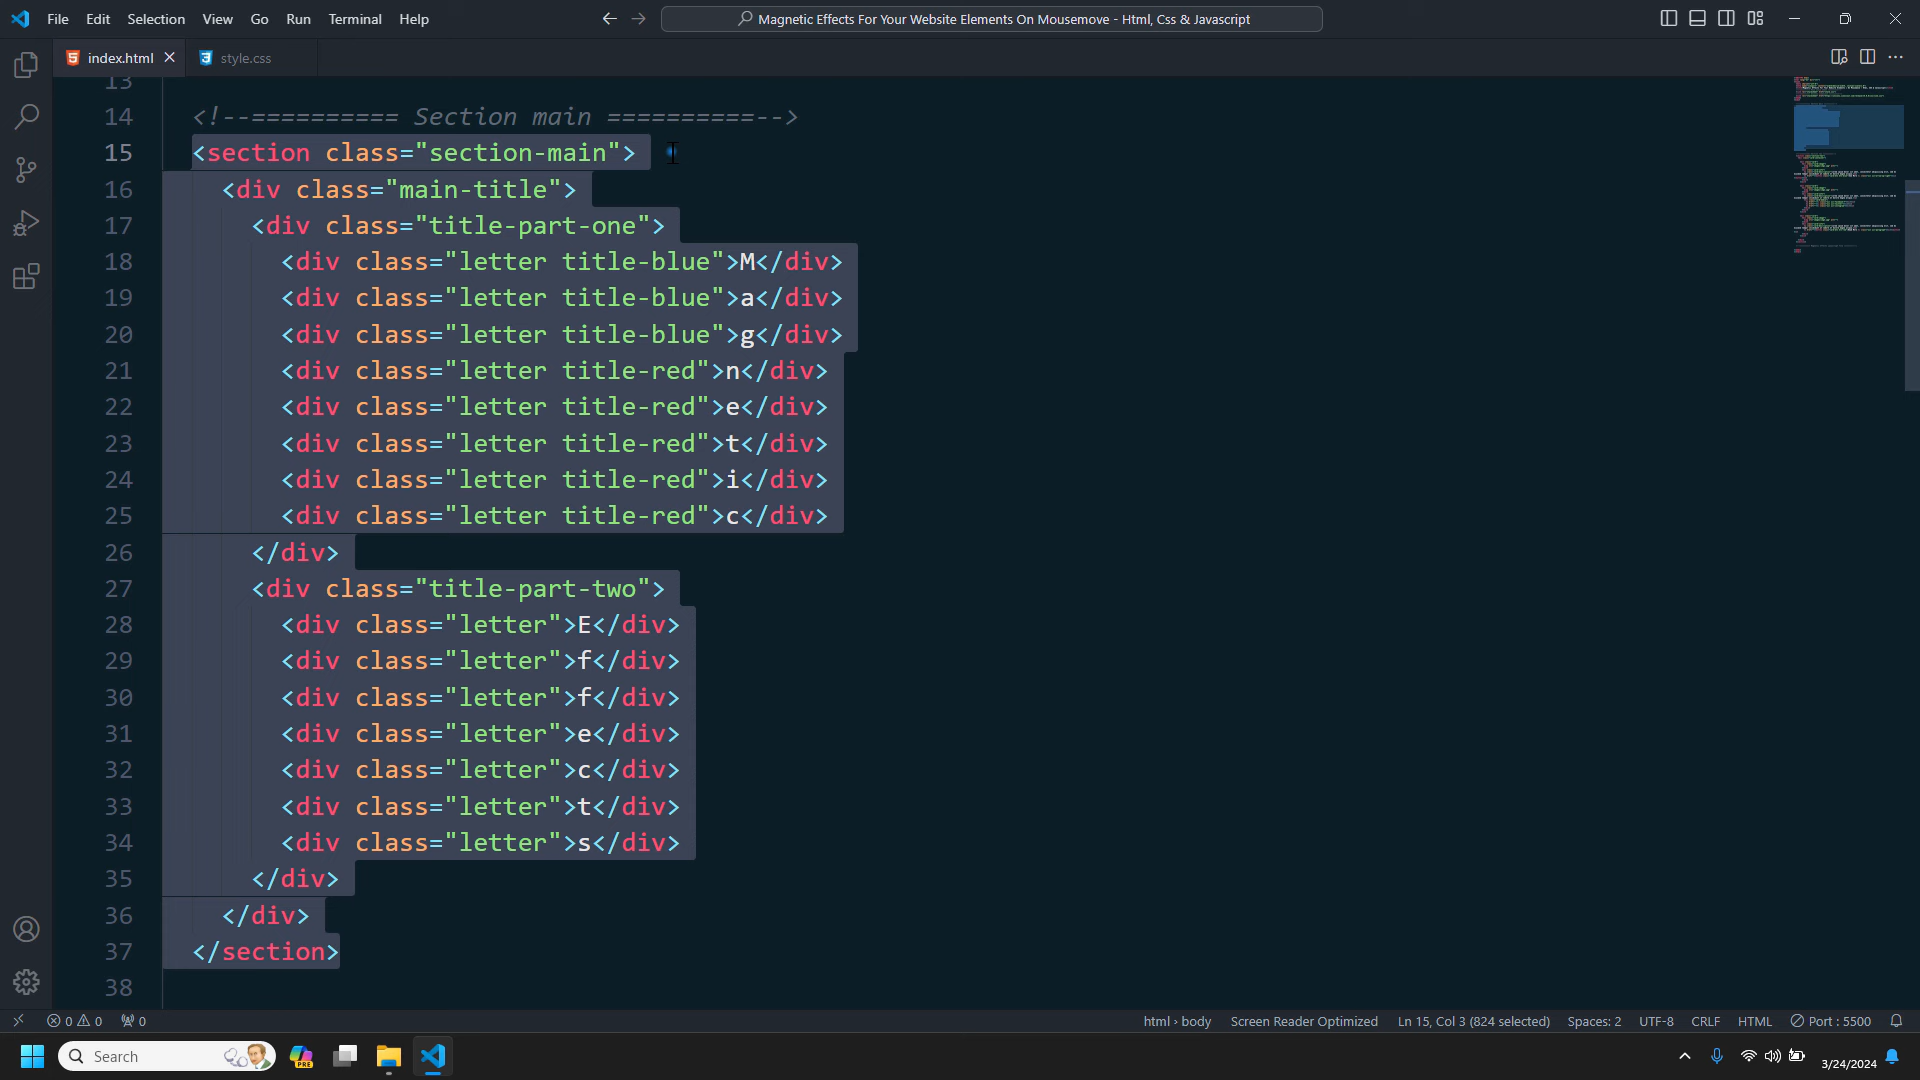 File Edit Selection View Go Run Terminal Help
Magnetic Effects For Your Website Elements On Mousemove - Html, Css & Javascript
index.html
style.css
13
14 <!--========== Section main ==========-->
15 <section class="section-main">
16 <div class="main-title">
17 <div class="title-part-one">
18 <div class="letter title-blue">M</div>
19 <div class="letter title-blue">a</div>
20 <div class="letter title-blue">g</div>
21 <div class="letter title-red">n</div>
22 <div class="letter title-red">e</div>
23 <div class="letter title-red">t</div>
24 <div class="letter title-red">i</div>
25 <div class="letter title-red">c</div>
26 </div>
27 <div class="title-part-two">
28 <div class="letter">E</div>
29 <div class="letter">f</div>
30 <div class="letter">f</div>
31 <div class="letter">e</div>
32 <div class="letter">c</div>
33 <div class="letter">t</div>
34 <div class="letter">s</div>
35 </div>
36 </div>
37 </section>
38
0 0 0 html › body Screen Reader Optimized Ln 15, Col 3 (824 selected) Spaces: 2 UTF-8 CRLF HTML Port : 5500
Search
PRE
3/24/2024